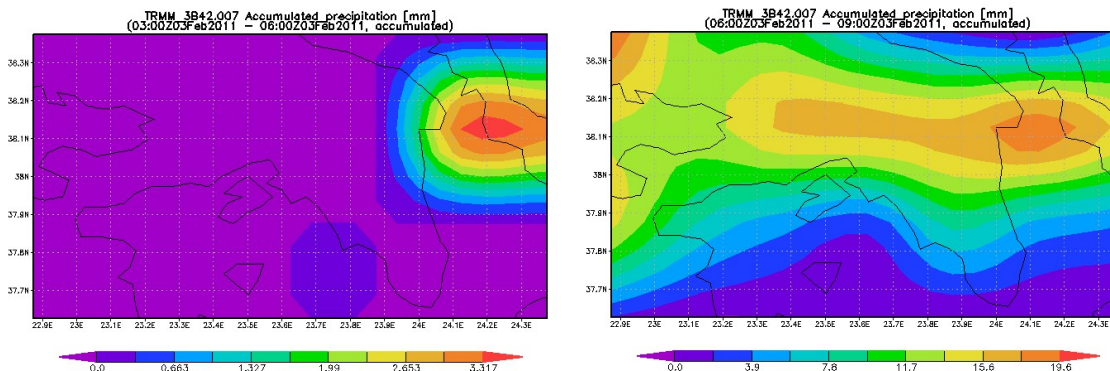 TRMM_3B42.007 Accumulated precipitation [mm]
(03:00Z03Feb2011 – 06:00Z03Feb2011, accumulated)
38.3N
38.2N
38.1N
38N
37.9N
37.8N
37.7N
22.9E 23E 23.1E 23.2E 23.3E 23.4E 23.5E 23.6E 23.7E 23.8E 23.9E 24E 24.1E 24.2E 24.3E
0.0 0.663 1.327 1.99 2.653 3.317
TRMM_3B42.007 Accumulated precipitation [mm]
(06:00Z03Feb2011 – 09:00Z03Feb2011, accumulated)
38.3N
38.2N
38.1N
38N
37.9N
37.8N
37.7N
22.9E 23E 23.1E 23.2E 23.3E 23.4E 23.5E 23.6E 23.7E 23.8E 23.9E 24E 24.1E 24.2E 24.3E
0.0 3.9 7.8 11.7 15.6 19.6